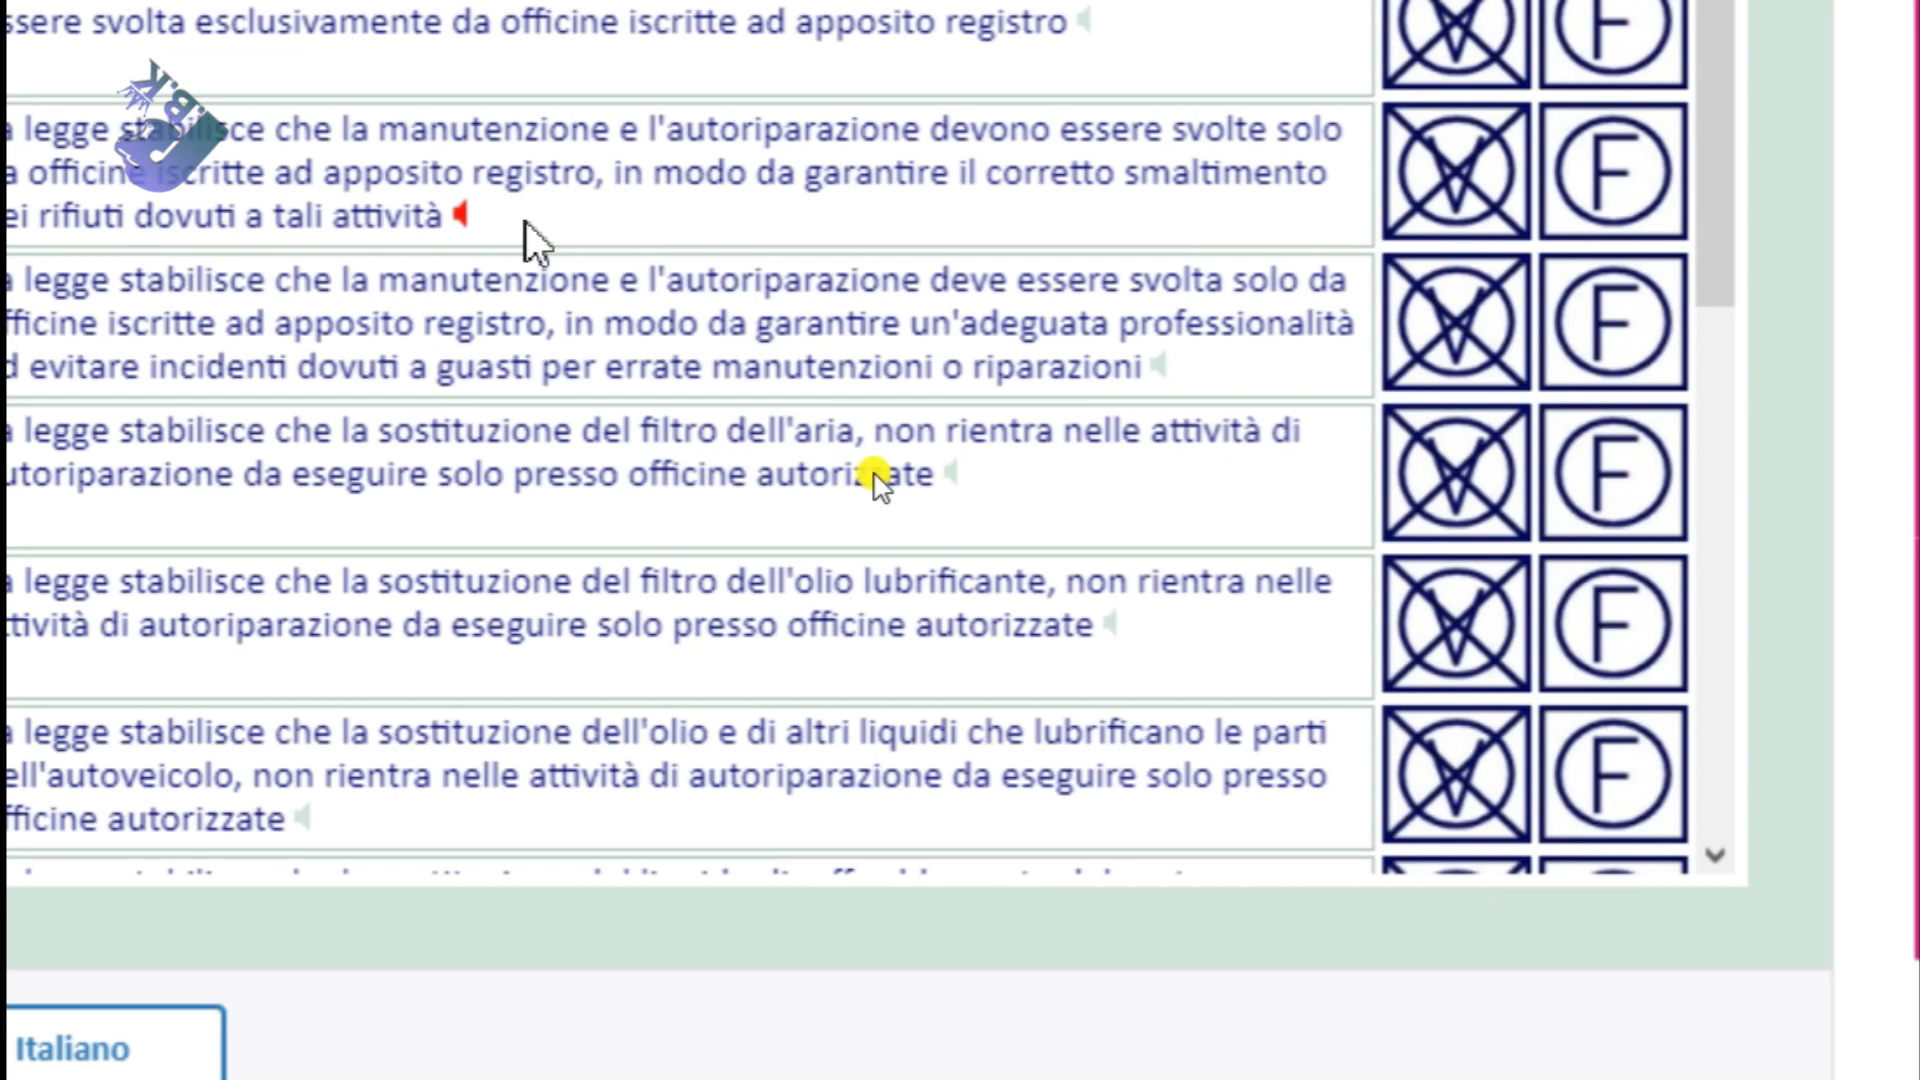 ssere svolta esclusivamente da officine iscritte ad apposito registro
V F
a legge stabilisce che la manutenzione e l'autoriparazione devono essere svolte solo
a officine iscritte ad apposito registro, in modo da garantire il corretto smaltimento
ei rifiuti dovuti a tali attività
V F
a legge stabilisce che la manutenzione e l'autoriparazione deve essere svolta solo da
fficine iscritte ad apposito registro, in modo da garantire un'adeguata professionalità
d evitare incidenti dovuti a guasti per errate manutenzioni o riparazioni
V F
a legge stabilisce che la sostituzione del filtro dell'aria, non rientra nelle attività di
utoriparazione da eseguire solo presso officine autorizzate
V F
a legge stabilisce che la sostituzione del filtro dell'olio lubrificante, non rientra nelle
ttività di autoriparazione da eseguire solo presso officine autorizzate
V F
a legge stabilisce che la sostituzione dell'olio e di altri liquidi che lubrificano le parti
ell'autoveicolo, non rientra nelle attività di autoriparazione da eseguire solo presso
fficine autorizzate
V F
Italiano